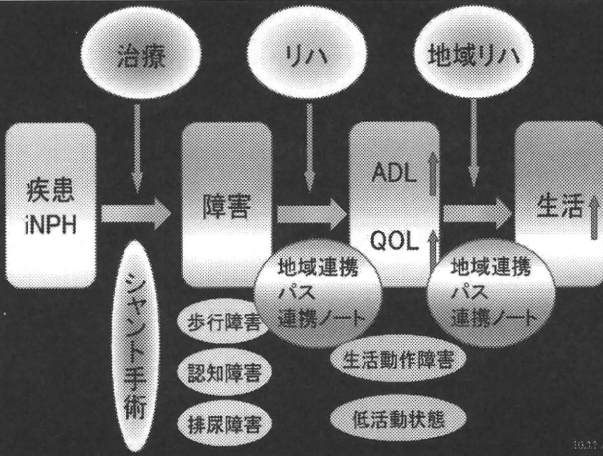 治療
リハ
地域リハ
疾患
iNPH
障害
ADL
QOL
生活
シャント手術
地域連携
パス
連携ノート
地域連携
パス
連携ノート
歩行障害
認知障害
排尿障害
生活動作障害
低活動状態